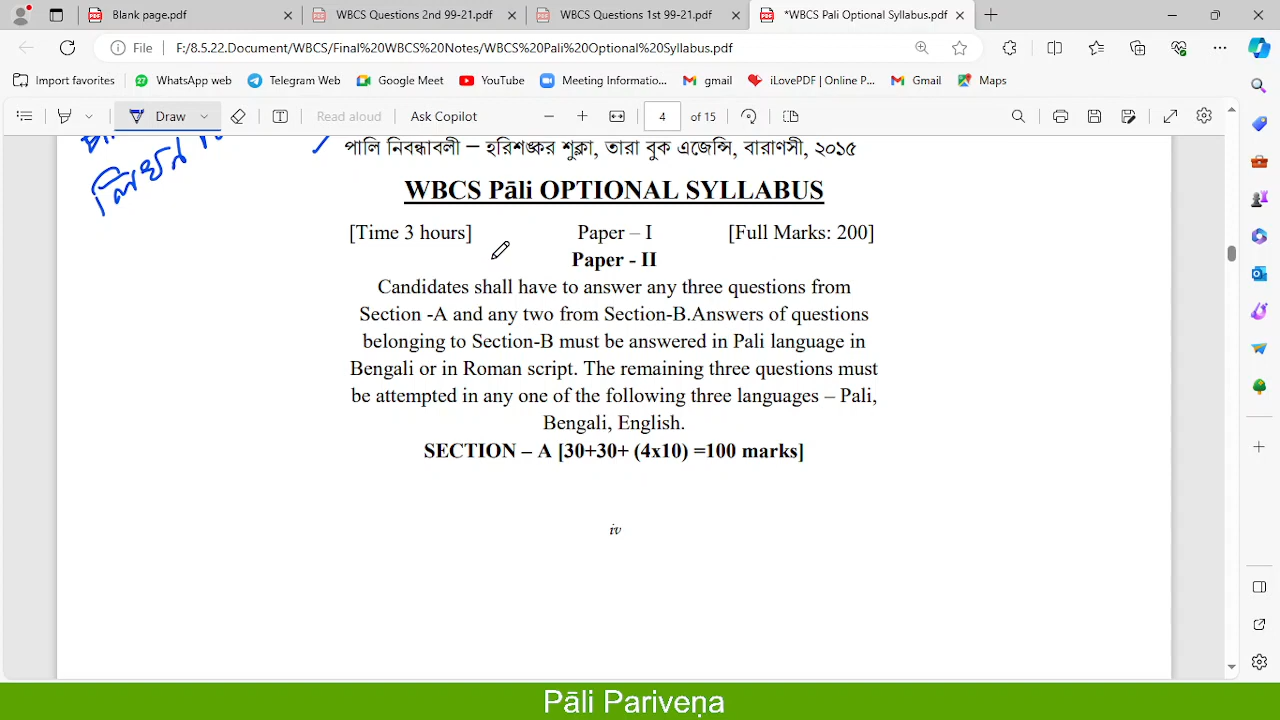 Blank page.pdf
WBCS Questions 2nd 99-21.pdf
WBCS Questions 1st 99-21.pdf
*WBCS Pali Optional Syllabus.pdf
File F:/8.5.22.Document/WBCS/Final%20WBCS%20Notes/WBCS%20Pali%20Optional%20Syllabus.pdf
Import favorites WhatsApp web Telegram Web Google Meet YouTube Meeting Informatio... gmail iLovePDF | Online P... Gmail Maps
Draw Read aloud Ask Copilot 4 of 15
পালি নিবন্ধাবলী – হরিশঙ্কর শুক্লা, তারা বুক এজেন্সি, বারাণসী, ২০১৫
WBCS Pāli OPTIONAL SYLLABUS
[Time 3 hours] Paper – I [Full Marks: 200]
Paper - II
Candidates shall have to answer any three questions from
Section -A and any two from Section-B.Answers of questions
belonging to Section-B must be answered in Pali language in
Bengali or in Roman script. The remaining three questions must
be attempted in any one of the following three languages – Pali,
Bengali, English.
SECTION – A [30+30+ (4x10) =100 marks]
iv
Pāli Pariveṇa